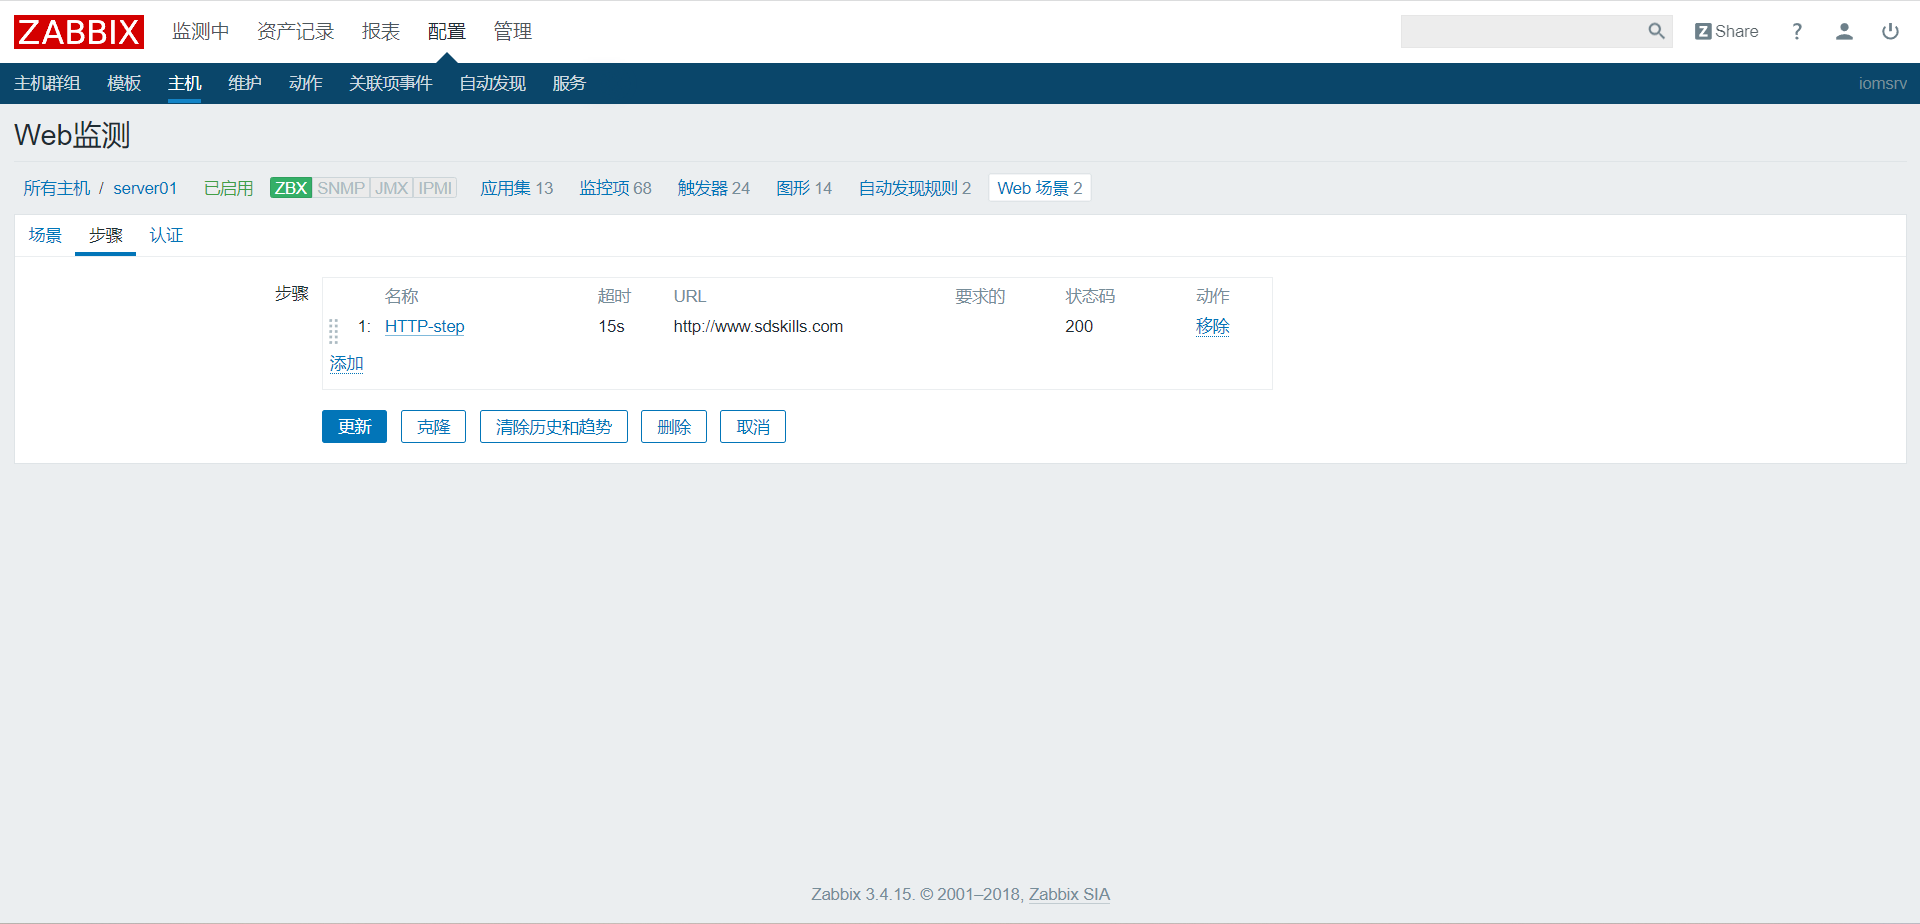 ZABBIX 监测中 资产记录 报表 配置 管理 Share ?
主机群组 模板 主机 维护 动作 关联项事件 自动发现 服务 iomsrv
Web监测
所有主机 / server01 已启用 ZBX SNMP JMX IPMI 应用集 13 监控项 68 触发器 24 图形 14 自动发现规则 2 Web 场景 2
场景 步骤 认证
步骤 名称 超时 URL 要求的 状态码 动作
1: HTTP-step 15s http://www.sdskills.com 200 移除
添加
更新 克隆 清除历史和趋势 删除 取消
Zabbix 3.4.15. © 2001–2018, Zabbix SIA